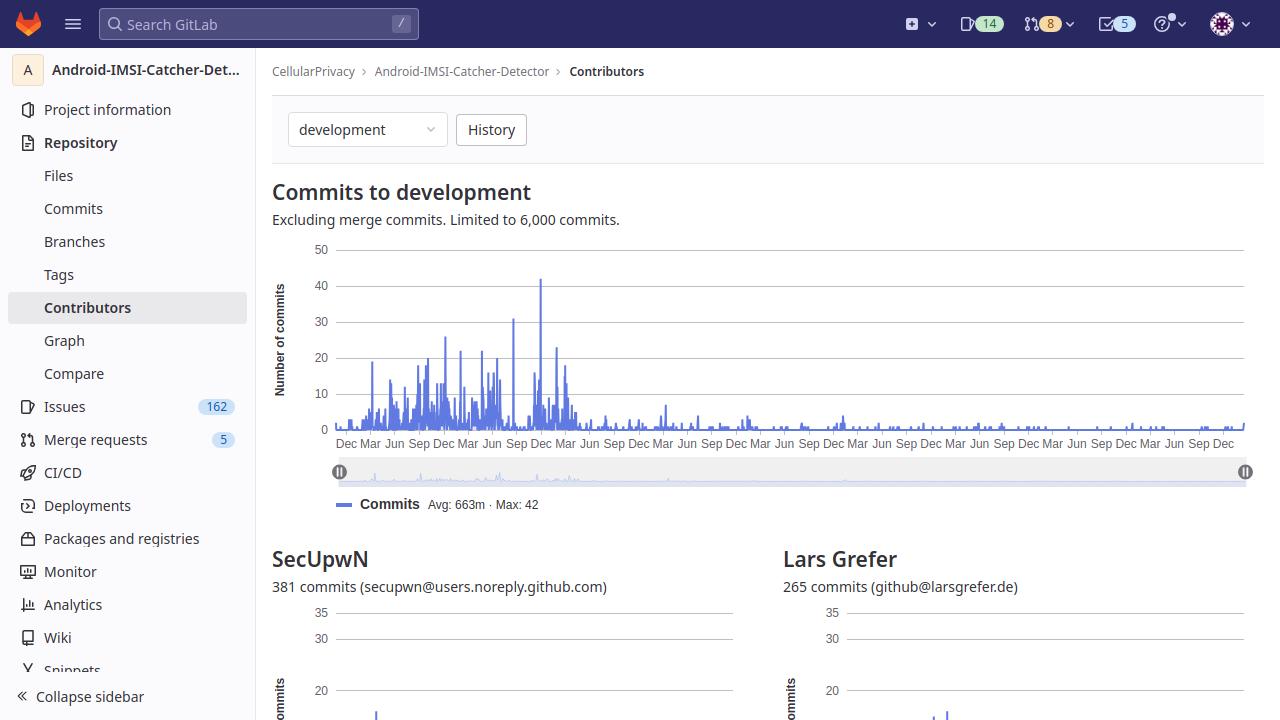 Search GitLab
/
14
8
5
A
Android-IMSI-Catcher-Det...
Project information
Repository
Files
Commits
Branches
Tags
Contributors
Graph
Compare
Issues
162
Merge requests
5
CI/CD
Deployments
Packages and registries
Monitor
Analytics
Wiki
Snippets
Collapse sidebar
CellularPrivacy › Android-IMSI-Catcher-Detector › Contributors
development
History
Commits to development
Excluding merge commits. Limited to 6,000 commits.
Number of commits
50
40
30
20
10
0
Dec Mar Jun Sep Dec Mar Jun Sep Dec Mar Jun Sep Dec Mar Jun Sep Dec Mar Jun Sep Dec Mar Jun Sep Dec Mar Jun Sep Dec Mar Jun Sep Dec Mar Jun Sep Dec
Commits Avg: 663m · Max: 42
SecUpwN
381 commits (secupwn@users.noreply.github.com)
35
30
20
Lars Grefer
265 commits (github@larsgrefer.de)
35
30
20